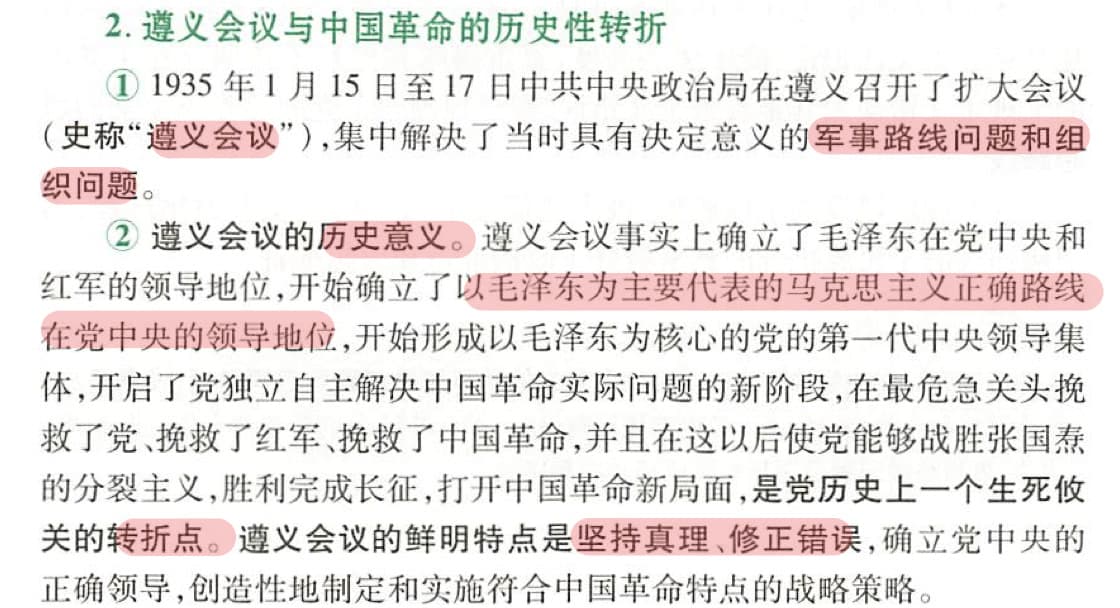 2. 遵义会议与中国革命的历史性转折
① 1935 年 1 月 15 日至 17 日中共中央政治局在遵义召开了扩大会议
(史称“遵义会议”),集中解决了当时具有决定意义的军事路线问题和组
织问题。
② 遵义会议的历史意义。遵义会议事实上确立了毛泽东在党中央和
红军的领导地位,开始确立了以毛泽东为主要代表的马克思主义正确路线
在党中央的领导地位,开始形成以毛泽东为核心的党的第一代中央领导集
体,开启了党独立自主解决中国革命实际问题的新阶段,在最危急关头挽
救了党、挽救了红军、挽救了中国革命,并且在这以后使党能够战胜张国焘
的分裂主义,胜利完成长征,打开中国革命新局面,是党历史上一个生死攸
关的转折点。遵义会议的鲜明特点是坚持真理、修正错误,确立党中央的
正确领导,创造性地制定和实施符合中国革命特点的战略策略。